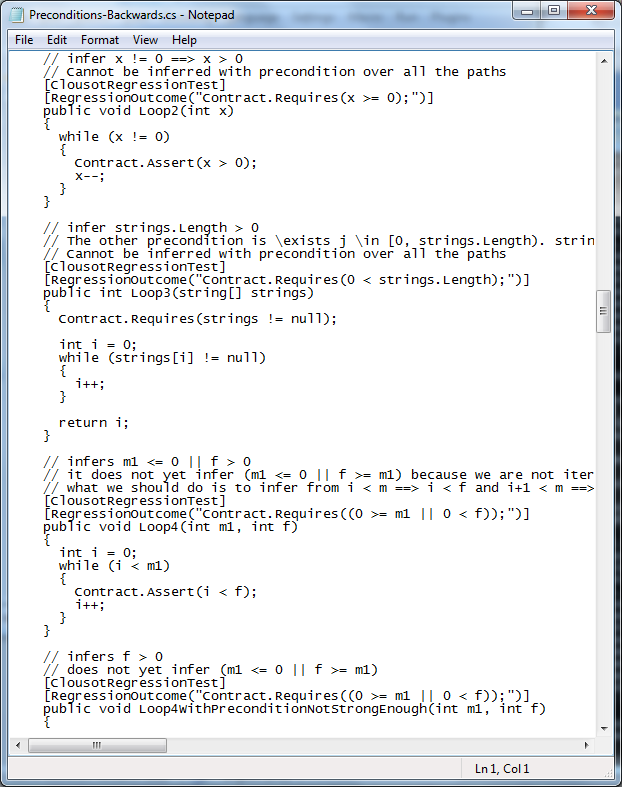 Preconditions-Backwards.cs - Notepad
File Edit Format View Help
// infer x != 0 ==> x > 0
// Cannot be inferred with precondition over all the paths
[ClousotRegressionTest]
[RegressionOutcome("Contract.Requires(x >= 0);")]
public void Loop2(int x)
{
  while (x != 0)
  {
    Contract.Assert(x > 0);
    x--;
  }
}

// infer strings.Length > 0
// The other precondition is \exists j \in [0, strings.Length). strin
// Cannot be inferred with precondition over all the paths
[ClousotRegressionTest]
[RegressionOutcome("Contract.Requires(0 < strings.Length);")]
public int Loop3(string[] strings)
{
  Contract.Requires(strings != null);

  int i = 0;
  while (strings[i] != null)
  {
    i++;
  }

  return i;
}

// infers m1 <= 0 || f > 0
// it does not yet infer (m1 <= 0 || f >= m1) because we are not iter
// what we should do is to infer from i < m ==> i < f and i+1 < m ==>
[ClousotRegressionTest]
[RegressionOutcome("Contract.Requires((0 >= m1 || 0 < f));")]
public void Loop4(int m1, int f)
{
  int i = 0;
  while (i < m1)
  {
    Contract.Assert(i < f);
    i++;
  }
}

// infers f > 0
// does not yet infer (m1 <= 0 || f >= m1)
[ClousotRegressionTest]
[RegressionOutcome("Contract.Requires((0 >= m1 || 0 < f));")]
public void Loop4WithPreconditionNotStrongEnough(int m1, int f)
{
Ln 1, Col 1